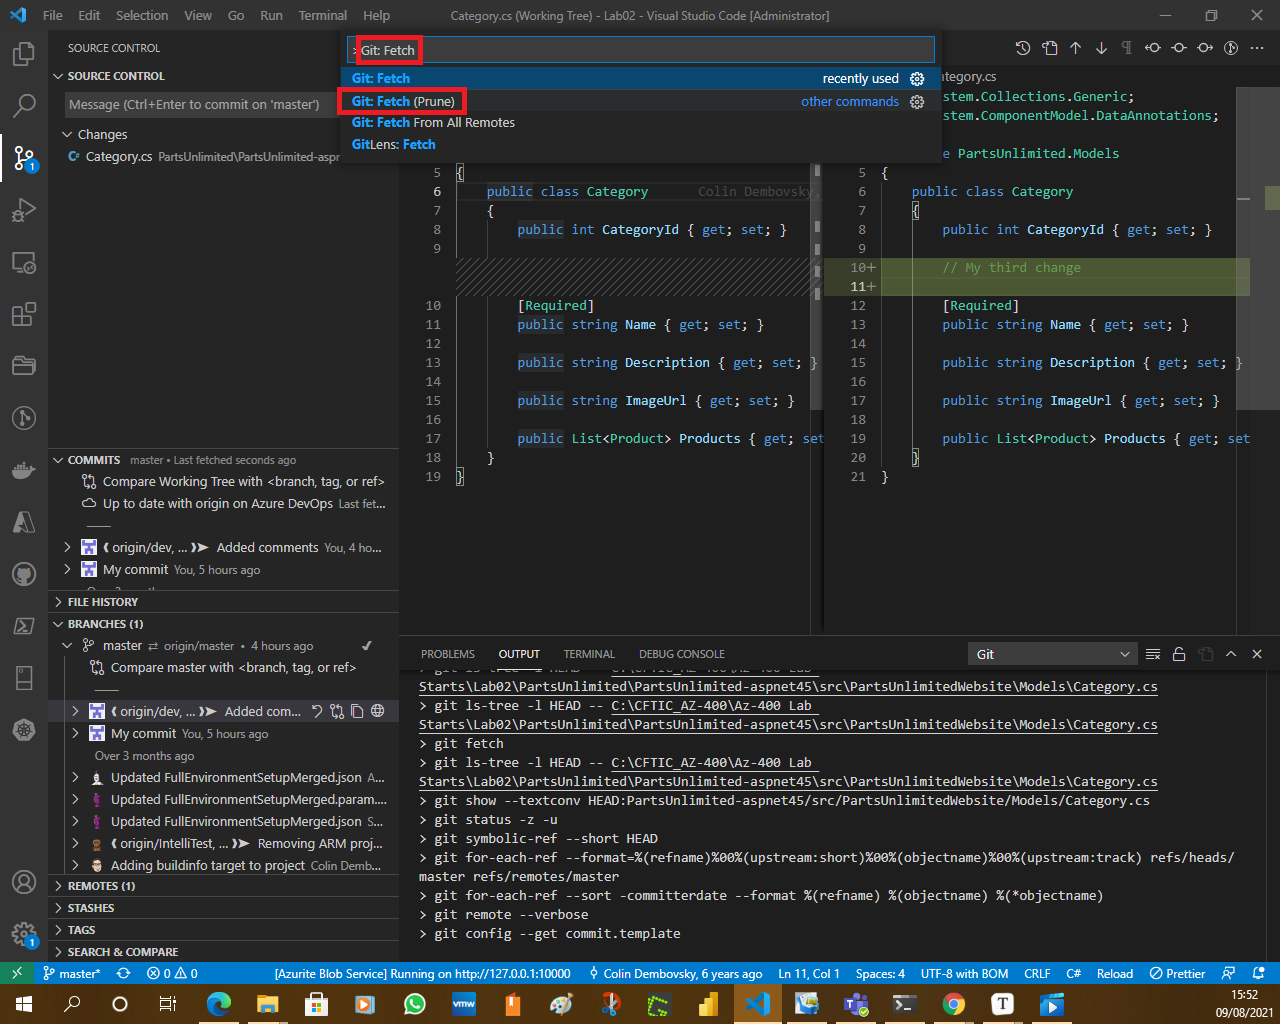 File Edit Selection View Go Run Terminal Help
Category.cs (Working Tree) - Lab02 - Visual Studio Code [Administrator]
SOURCE CONTROL
SOURCE CONTROL
Message (Ctrl+Enter to commit on 'master')
Changes
Category.cs PartsUnlimited\PartsUnlimited-aspr
1
>Git: Fetch
Git: Fetch recently used
Git: Fetch (Prune) other commands
Git: Fetch From All Remotes
GitLens: Fetch
5 {
6 public class Category Colin Dembovsky,
7 {
8 public int CategoryId { get; set; }
9
10 [Required]
11 public string Name { get; set; }
12
13 public string Description { get; set; }
14
15 public string ImageUrl { get; set; }
16
17 public List<Product> Products { get; set
18 }
19 }
ategory.cs
stem.Collections.Generic;
stem.ComponentModel.DataAnnotations;
e PartsUnlimited.Models
5 {
6 public class Category
7 {
8 public int CategoryId { get; set; }
9
10+ // My third change
11+
12 [Required]
13 public string Name { get; set; }
14
15 public string Description { get; set; }
16
17 public string ImageUrl { get; set; }
18
19 public List<Product> Products { get; set
20 }
21 }
COMMITS master • Last fetched seconds ago
Compare Working Tree with <branch, tag, or ref>
Up to date with origin on Azure DevOps Last fet...
origin/dev, ... Added comments You, 4 ho...
My commit You, 5 hours ago
FILE HISTORY
BRANCHES (1)
master ⇄ origin/master • 4 hours ago ✔
Compare master with <branch, tag, or ref>
origin/dev, ... Added com...
My commit You, 5 hours ago
Over 3 months ago
Updated FullEnvironmentSetupMerged.json A...
Updated FullEnvironmentSetupMerged.param....
Updated FullEnvironmentSetupMerged.json S...
origin/IntelliTest, ... Removing ARM proj...
Adding buildinfo target to project Colin Demb...
REMOTES (1)
STASHES
TAGS
SEARCH & COMPARE
1
PROBLEMS OUTPUT TERMINAL DEBUG CONSOLE
Git
> git ls-tree -l HEAD -- C:\CFTIC_AZ-400\Az-400 Lab
Starts\Lab02\PartsUnlimited\PartsUnlimited-aspnet45\src\PartsUnlimitedWebsite\Models\Category.cs
> git ls-tree -l HEAD -- C:\CFTIC_AZ-400\Az-400 Lab
Starts\Lab02\PartsUnlimited\PartsUnlimited-aspnet45\src\PartsUnlimitedWebsite\Models\Category.cs
> git fetch
> git ls-tree -l HEAD -- C:\CFTIC_AZ-400\Az-400 Lab
Starts\Lab02\PartsUnlimited\PartsUnlimited-aspnet45\src\PartsUnlimitedWebsite\Models\Category.cs
> git show --textconv HEAD:PartsUnlimited-aspnet45/src/PartsUnlimitedWebsite/Models/Category.cs
> git status -z -u
> git symbolic-ref --short HEAD
> git for-each-ref --format=%(refname)%00%(upstream:short)%00%(objectname)%00%(upstream:track) refs/heads/
master refs/remotes/master
> git for-each-ref --sort -committerdate --format %(refname) %(objectname) %(*objectname)
> git remote --verbose
> git config --get commit.template
master* 0 0 [Azurite Blob Service] Running on http://127.0.0.1:10000 Colin Dembovsky, 6 years ago Ln 11, Col 1 Spaces: 4 UTF-8 with BOM CRLF C# Reload Prettier
vmw
T
15:52
09/08/2021